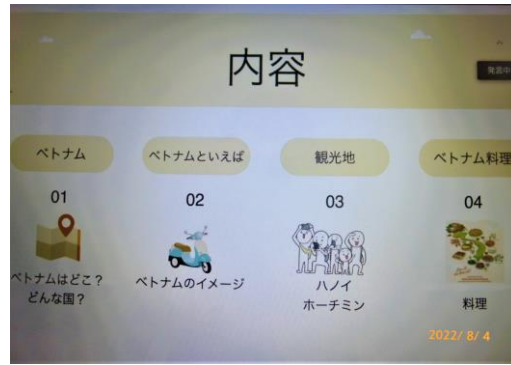 内容
発言中
ベトナム
ベトナムといえば
観光地
ベトナム料理
01
02
03
04
ベトナムはどこ？
どんな国？
ベトナムのイメージ
ハノイ
ホーチミン
料理
2022/ 8/ 4